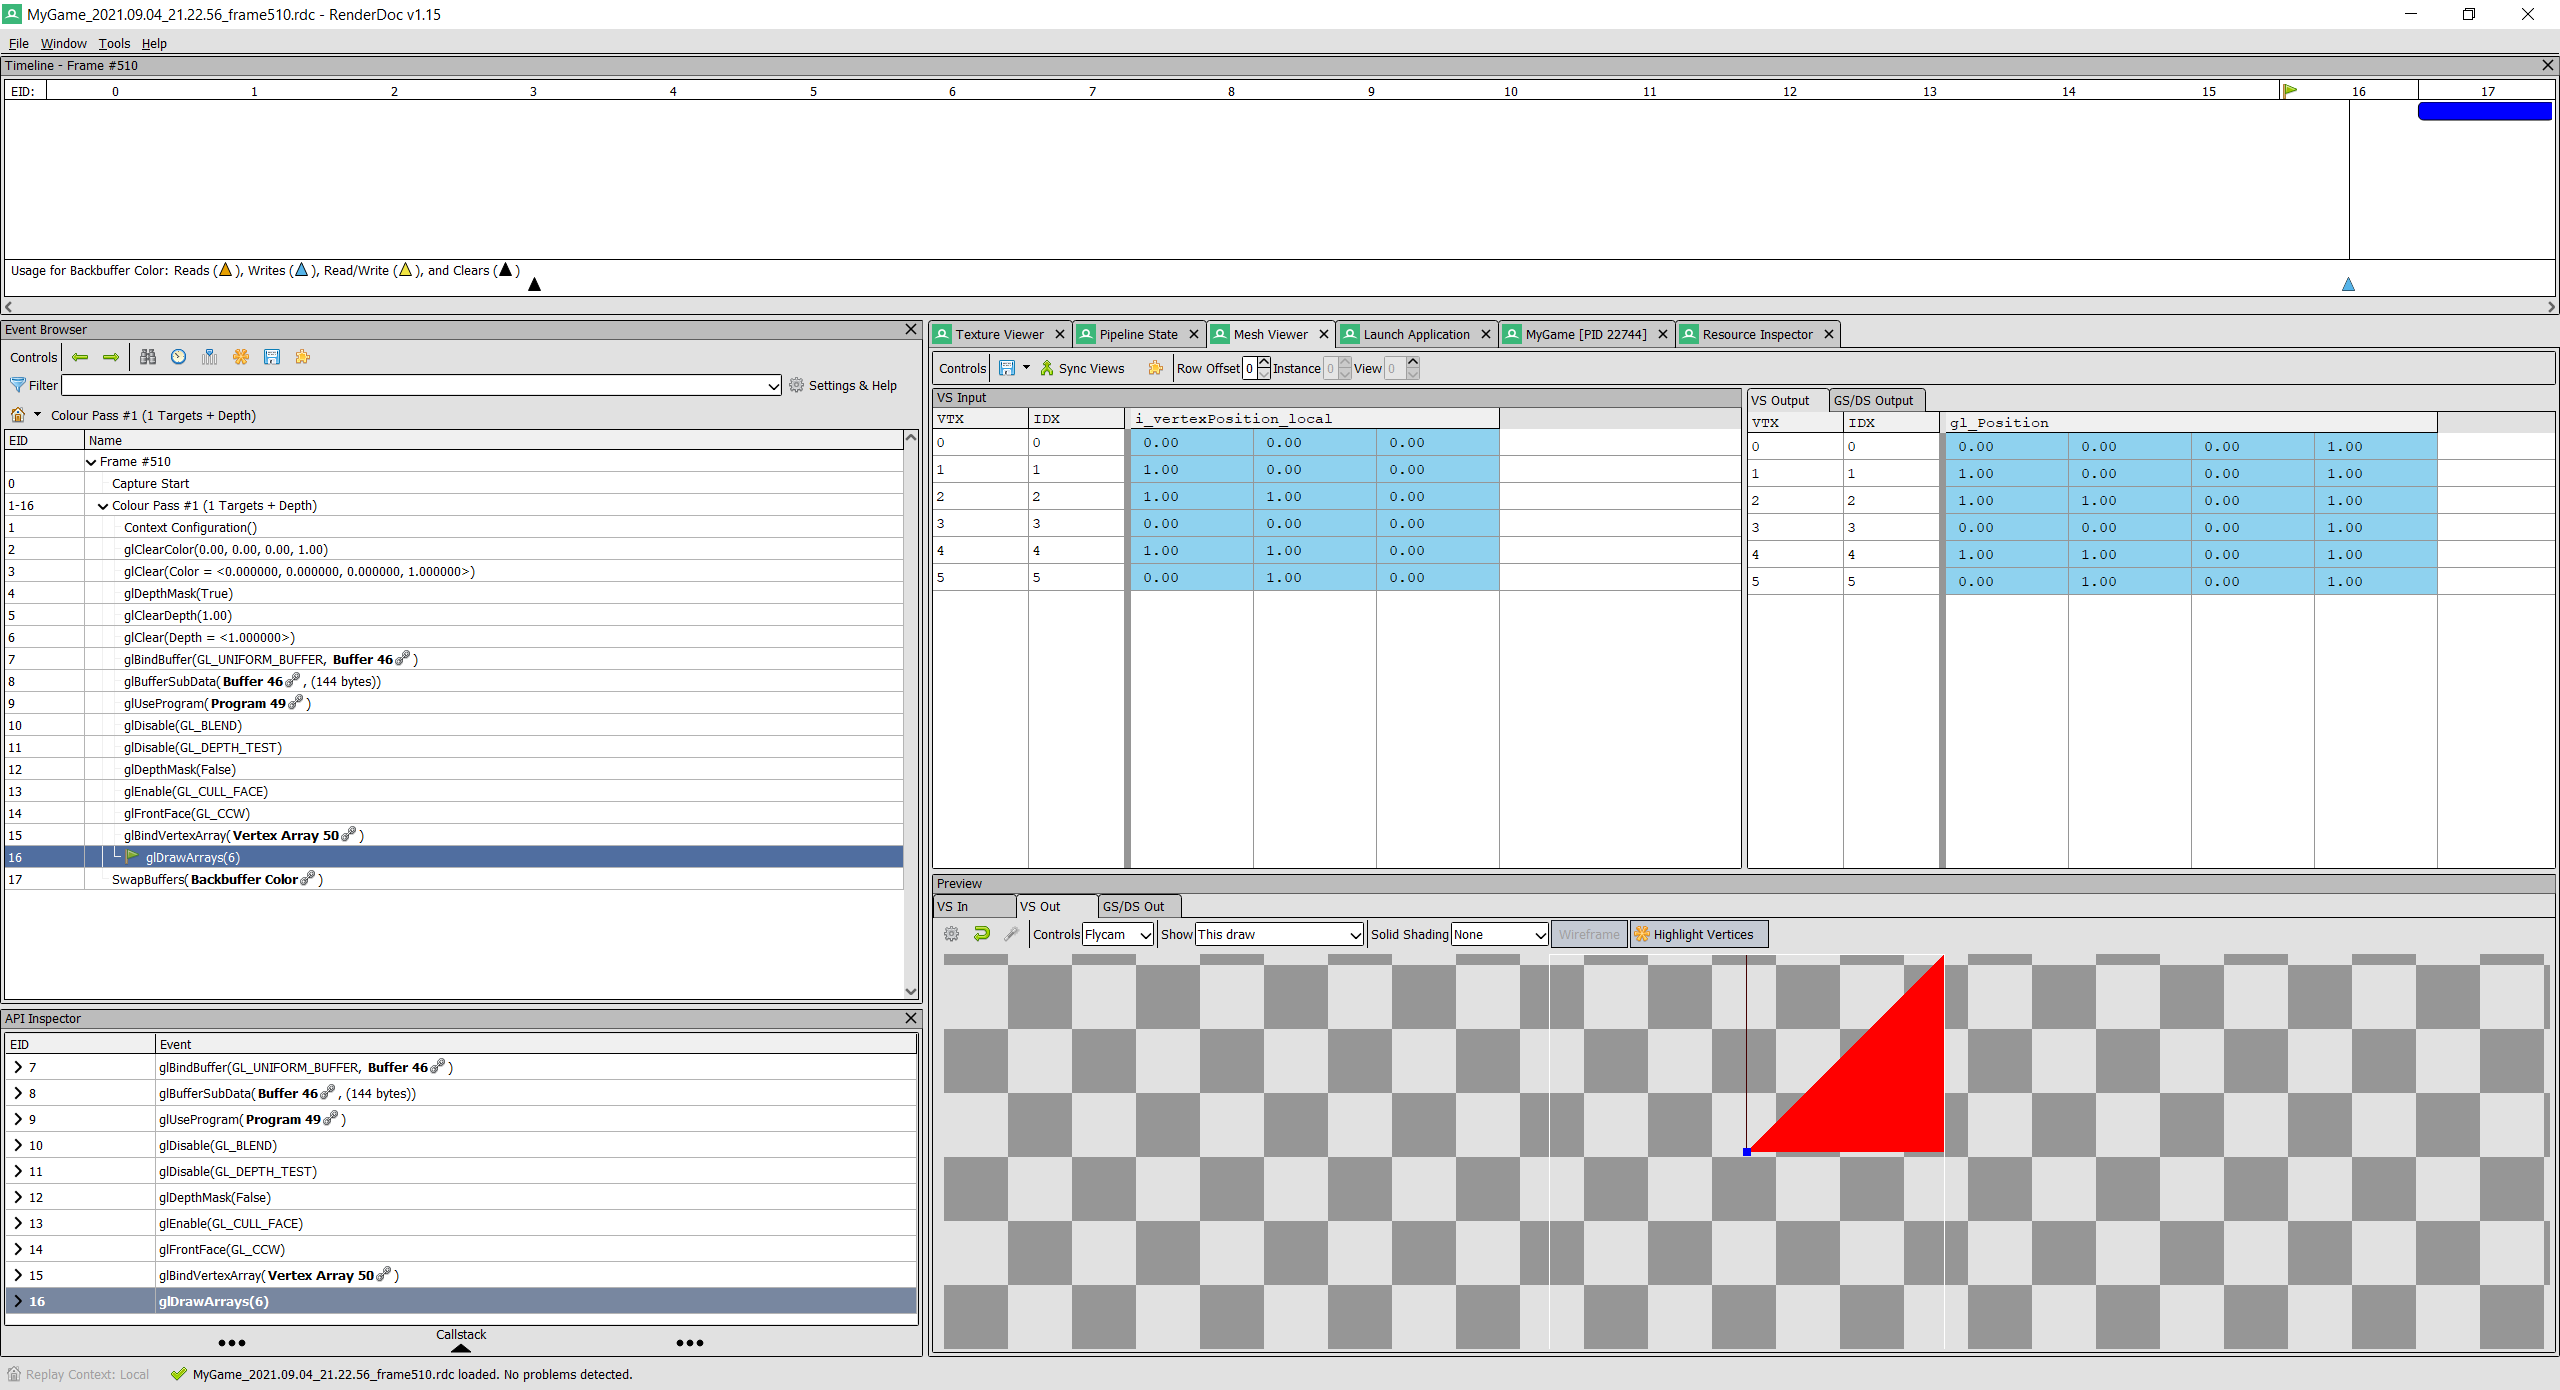 MyGame_2021.09.04_21.22.56_frame510.rdc - RenderDoc v1.15
File Window Tools Help
Timeline - Frame #510
EID: 0 1 2 3 4 5 6 7 8 9 10 11 12 13 14 15 16 17
Usage for Backbuffer Color: Reads ( ), Writes ( ), Read/Write ( ), and Clears ( )
Event Browser
Controls
Filter Settings & Help
Colour Pass #1 (1 Targets + Depth)
EID Name
Frame #510
0 Capture Start
1-16 Colour Pass #1 (1 Targets + Depth)
1 Context Configuration()
2 glClearColor(0.00, 0.00, 0.00, 1.00)
3 glClear(Color = <0.000000, 0.000000, 0.000000, 1.000000>)
4 glDepthMask(True)
5 glClearDepth(1.00)
6 glClear(Depth = <1.000000>)
7 glBindBuffer(GL_UNIFORM_BUFFER, Buffer 46 )
8 glBufferSubData( Buffer 46 , (144 bytes))
9 glUseProgram( Program 49 )
10 glDisable(GL_BLEND)
11 glDisable(GL_DEPTH_TEST)
12 glDepthMask(False)
13 glEnable(GL_CULL_FACE)
14 glFrontFace(GL_CCW)
15 glBindVertexArray( Vertex Array 50 )
16 glDrawArrays(6)
17 SwapBuffers( Backbuffer Color )
API Inspector
EID Event
7 glBindBuffer(GL_UNIFORM_BUFFER, Buffer 46 )
8 glBufferSubData( Buffer 46 , (144 bytes))
9 glUseProgram( Program 49 )
10 glDisable(GL_BLEND)
11 glDisable(GL_DEPTH_TEST)
12 glDepthMask(False)
13 glEnable(GL_CULL_FACE)
14 glFrontFace(GL_CCW)
15 glBindVertexArray( Vertex Array 50 )
16 glDrawArrays(6)
Callstack
Texture Viewer Pipeline State Mesh Viewer Launch Application MyGame [PID 22744] Resource Inspector
Controls Sync Views Row Offset 0 Instance 0 View 0
VS Input
VTX IDX i_vertexPosition_local
0 0 0.00 0.00 0.00
1 1 1.00 0.00 0.00
2 2 1.00 1.00 0.00
3 3 0.00 0.00 0.00
4 4 1.00 1.00 0.00
5 5 0.00 1.00 0.00
VS Output GS/DS Output
VTX IDX gl_Position
0 0 0.00 0.00 0.00 1.00
1 1 1.00 0.00 0.00 1.00
2 2 1.00 1.00 0.00 1.00
3 3 0.00 0.00 0.00 1.00
4 4 1.00 1.00 0.00 1.00
5 5 0.00 1.00 0.00 1.00
Preview
VS In VS Out GS/DS Out
Controls Flycam Show This draw Solid Shading None Wireframe Highlight Vertices
Replay Context: Local MyGame_2021.09.04_21.22.56_frame510.rdc loaded. No problems detected.